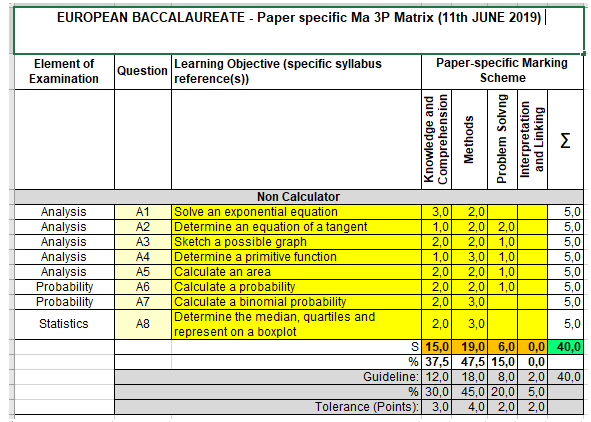 EUROPEAN BACCALAUREATE - Paper specific Ma 3P Matrix (11th JUNE 2019)
Element of Examination Question Learning Objective (specific syllabus reference(s)) Paper-specific Marking Scheme
Knowledge and Comprehension Methods Problem Solvng Interpretation and Linking Σ
Non Calculator
Analysis A1 Solve an exponential equation 3,0 2,0 5,0
Analysis A2 Determine an equation of a tangent 1,0 2,0 2,0 5,0
Analysis A3 Sketch a possible graph 2,0 2,0 1,0 5,0
Analysis A4 Determine a primitive function 1,0 3,0 1,0 5,0
Analysis A5 Calculate an area 2,0 2,0 1,0 5,0
Probability A6 Calculate a probability 2,0 2,0 1,0 5,0
Probability A7 Calculate a binomial probability 2,0 3,0 5,0
Statistics A8 Determine the median, quartiles and represent on a boxplot 2,0 3,0 5,0
S 15,0 19,0 6,0 0,0 40,0
% 37,5 47,5 15,0 0,0
Guideline: 12,0 18,0 8,0 2,0 40,0
% 30,0 45,0 20,0 5,0
Tolerance (Points): 3,0 4,0 2,0 2,0